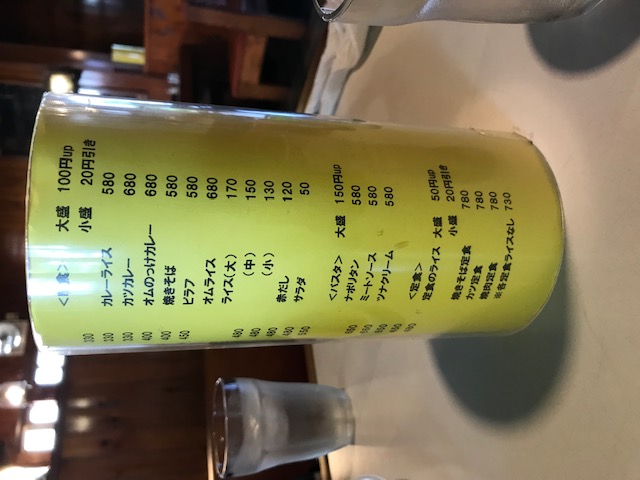 食> 大盛 100円up
小盛 20円引き
カレーライス 580
カツカレー 680
オムのっけカレー 680
焼きそば 580
ピラフ 580
オムライス 680
ライス(大) 170
(中) 150
(小) 130
赤だし 120
サラダ 50
<パスタ> 大盛 150円up
ナポリタン 580
ミートソース 580
ツナクリーム 580
<定食>
定食のライス 大盛 50円up
小盛 20円引き
焼きそば定食 780
カツ定食 780
焼肉定食 780
※各定食ライスなし 730